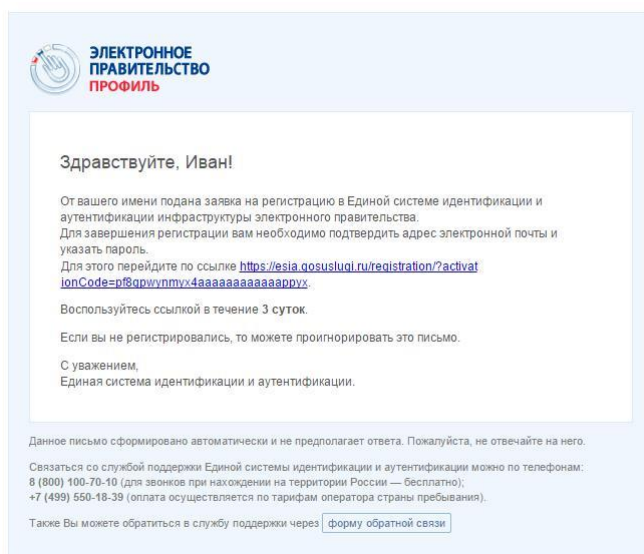 ЭЛЕКТРОННОЕ
ПРАВИТЕЛЬСТВО
ПРОФИЛЬ
Здравствуйте, Иван!
От вашего имени подана заявка на регистрацию в Единой системе идентификации и
аутентификации инфраструктуры электронного правительства.
Для завершения регистрации вам необходимо подтвердить адрес электронной почты и
указать пароль.
Для этого перейдите по ссылке https://esia.gosuslugi.ru/registration/?activat
ionCode=pf8gpwynmyx4aaaaaaaaaaaappyx.
Воспользуйтесь ссылкой в течение 3 суток.
Если вы не регистрировались, то можете проигнорировать это письмо.
С уважением,
Единая система идентификации и аутентификации.
Данное письмо сформировано автоматически и не предполагает ответа. Пожалуйста, не отвечайте на него.
Связаться со службой поддержки Единой системы идентификации и аутентификации можно по телефонам:
8 (800) 100-70-10 (для звонков при нахождении на территории России — бесплатно);
+7 (499) 550-18-39 (оплата осуществляется по тарифам оператора страны пребывания).
Также Вы можете обратиться в службу поддержки через форму обратной связи